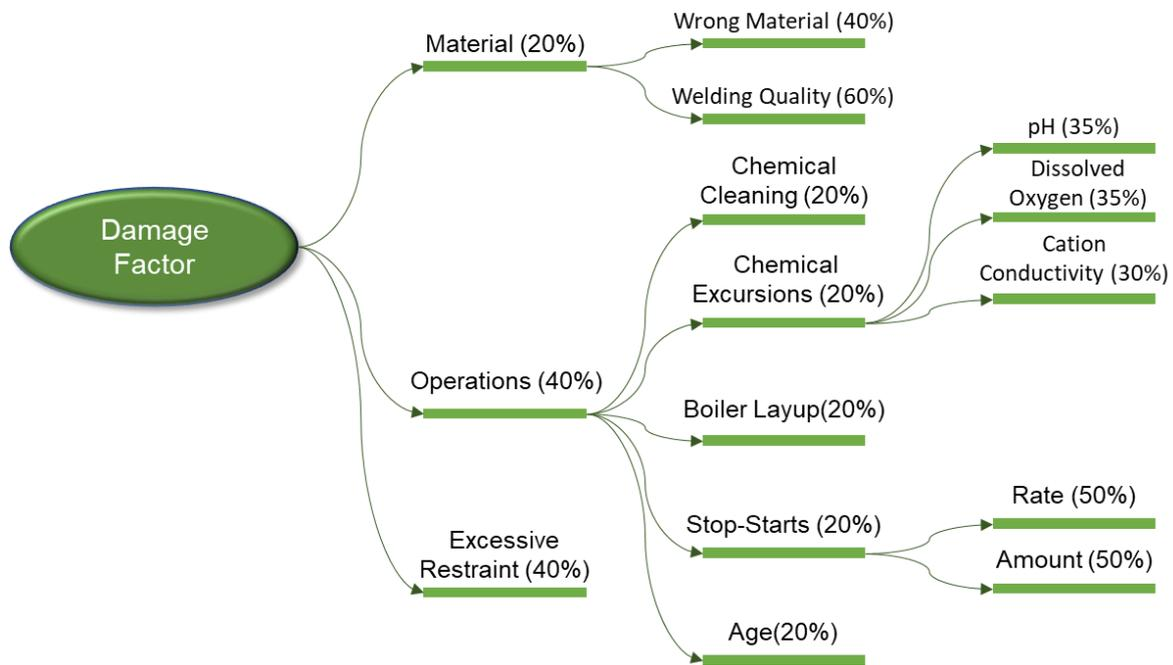 Damage
Factor
Material (20%)
Wrong Material (40%)
Welding Quality (60%)
Operations (40%)
Chemical
Cleaning (20%)
Chemical
Excursions (20%)
pH (35%)
Dissolved
Oxygen (35%)
Cation
Conductivity (30%)
Boiler Layup(20%)
Stop-Starts (20%)
Rate (50%)
Amount (50%)
Age(20%)
Excessive
Restraint (40%)